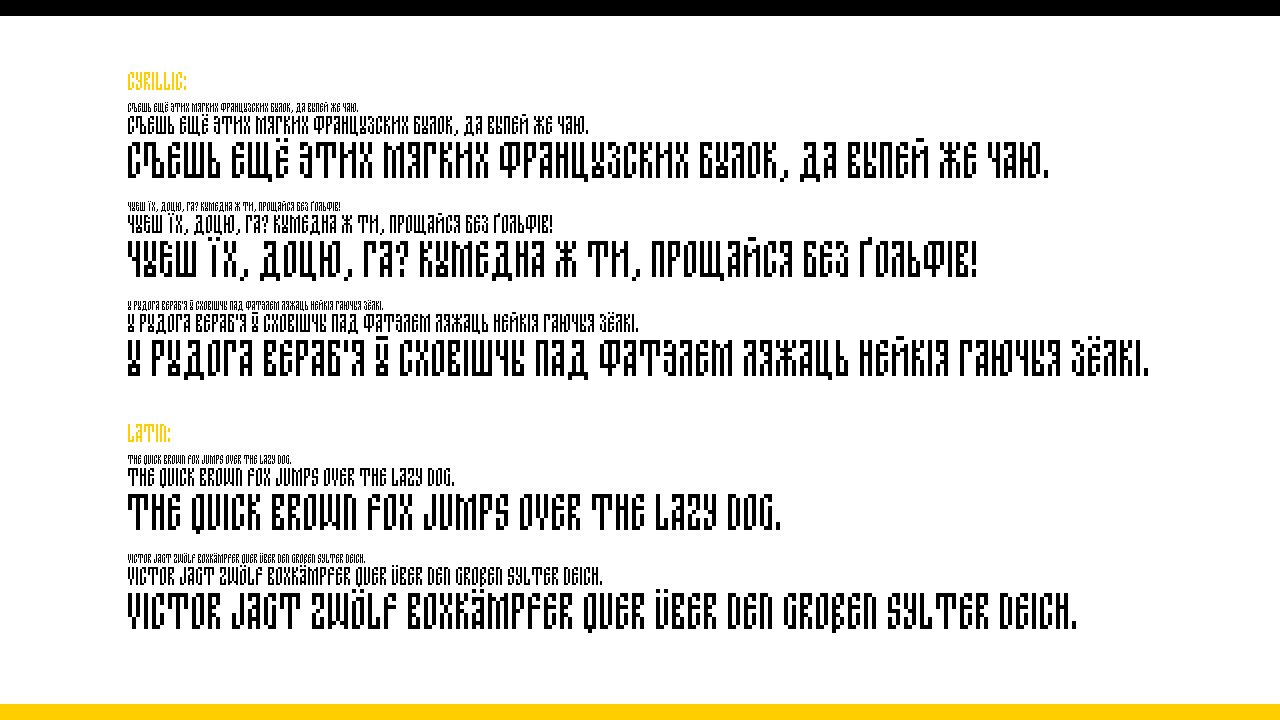 CYRILLIC:
СЪЕШЬ ЕЩЁ ЭТИХ МЯГКИХ ФРАНЦУЗСКИХ БУЛОК, ДА ВЫПЕЙ ЖЕ ЧАЮ.
СЪЕШЬ ЕЩЁ ЭТИХ МЯГКИХ ФРАНЦУЗСКИХ БУЛОК, ДА ВЫПЕЙ ЖЕ ЧАЮ.
СЪЕШЬ ЕЩЁ ЭТИХ МЯГКИХ ФРАНЦУЗСКИХ БУЛОК, ДА ВЫПЕЙ ЖЕ ЧАЮ.
ЧУЕШ ЇХ, ДОЦЮ, ГА? КУМЕДНА Ж ТИ, ПРОЩАЙСЯ БЕЗ ҐОЛЬФІВ!
ЧУЕШ ЇХ, ДОЦЮ, ГА? КУМЕДНА Ж ТИ, ПРОЩАЙСЯ БЕЗ ҐОЛЬФІВ!
ЧУЕШ ЇХ, ДОЦЮ, ГА? КУМЕДНА Ж ТИ, ПРОЩАЙСЯ БЕЗ ҐОЛЬФІВ!
У РУДОГА ВЕРАБ'Я Ў СХОВІШЧЫ ПАД ФАТЭЛЕМ ЛЯЖАЦЬ НЕЙКІЯ ГАЮЧЫЯ ЗЁЛКІ.
У РУДОГА ВЕРАБ'Я Ў СХОВІШЧЫ ПАД ФАТЭЛЕМ ЛЯЖАЦЬ НЕЙКІЯ ГАЮЧЫЯ ЗЁЛКІ.
У РУДОГА ВЕРАБ'Я Ў СХОВІШЧЫ ПАД ФАТЭЛЕМ ЛЯЖАЦЬ НЕЙКІЯ ГАЮЧЫЯ ЗЁЛКІ.
LATIN:
THE QUICK BROWN FOX JUMPS OVER THE LAZY DOG.
THE QUICK BROWN FOX JUMPS OVER THE LAZY DOG.
THE QUICK BROWN FOX JUMPS OVER THE LAZY DOG.
VICTOR JAGT ZWÖLF BOXKÄMPFER QUER ÜBER DEN GROẞEN SYLTER DEICH.
VICTOR JAGT ZWÖLF BOXKÄMPFER QUER ÜBER DEN GROẞEN SYLTER DEICH.
VICTOR JAGT ZWÖLF BOXKÄMPFER QUER ÜBER DEN GROẞEN SYLTER DEICH.